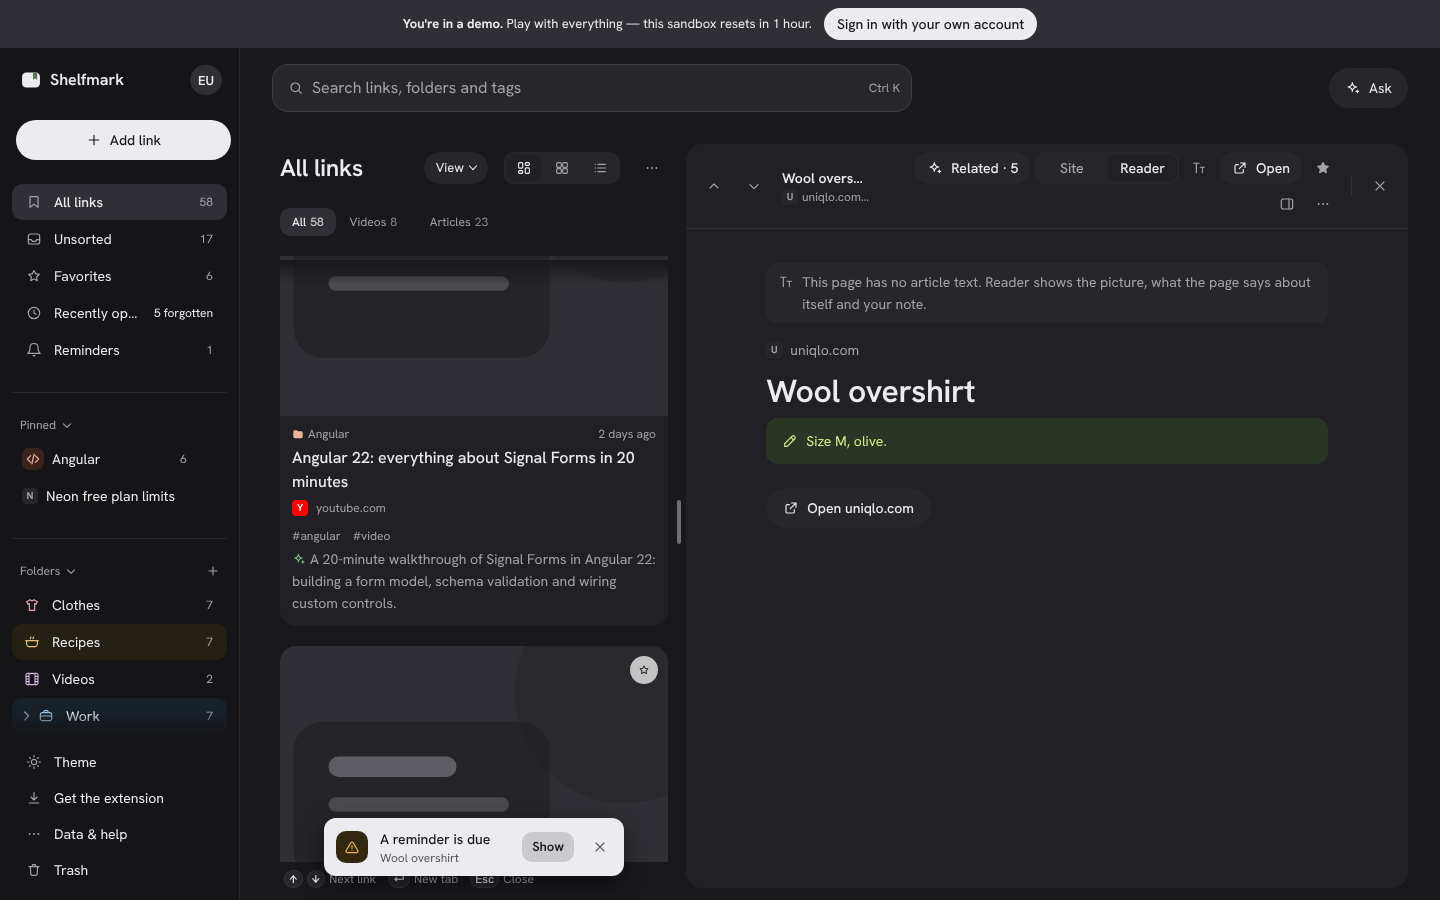 You're in a demo. Play with everything — this sandbox resets in 1 hour.
Sign in with your own account
Shelfmark
EU
Add link
All links 58
Unsorted 17
Favorites 6
Recently op... 5 forgotten
Reminders 1
Pinned
Angular 6
N Neon free plan limits
Folders
Clothes 7
Recipes 7
Videos 2
Work 7
Theme
Get the extension
Data & help
Trash
Search links, folders and tags Ctrl K
Ask
All links
View
All 58 Videos 8 Articles 23
Angular 2 days ago
Angular 22: everything about Signal Forms in 20
minutes
Y youtube.com
#angular #video
A 20-minute walkthrough of Signal Forms in Angular 22:
building a form model, schema validation and wiring
custom controls.
A reminder is due
Wool overshirt
Show
Next link New tab Esc Close
Wool overs...
U uniqlo.com...
Related · 5
Site Reader
Tт
Open
Tт This page has no article text. Reader shows the picture, what the page says about
itself and your note.
U uniqlo.com
Wool overshirt
Size M, olive.
Open uniqlo.com